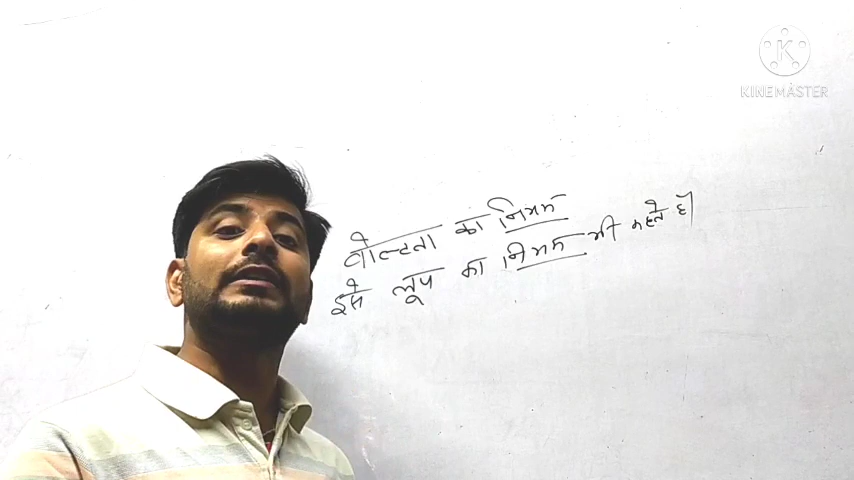 वोल्टता का नियम
इसे लूप का नियम भी कहते हैं
K
KINEMASTER